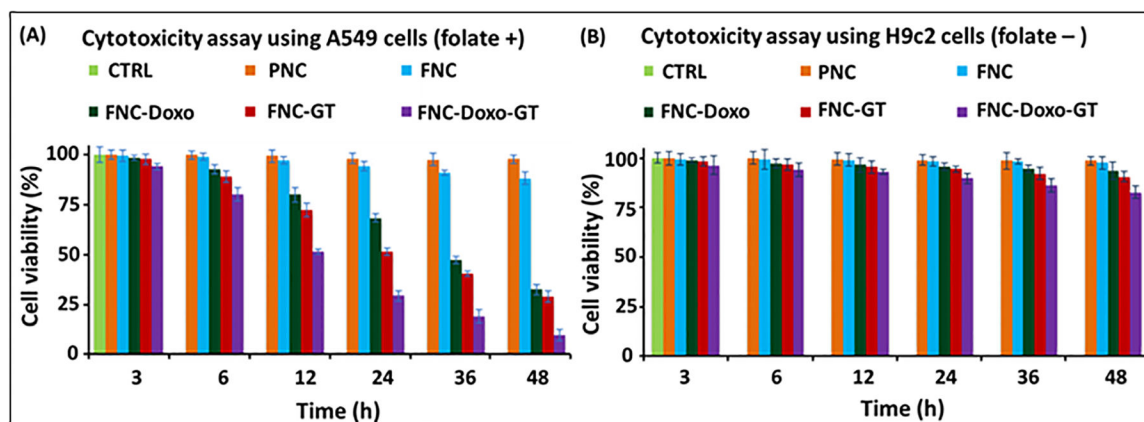 (A)
Cytotoxicity assay using A549 cells (folate +)
CTRL PNC FNC
FNC-Doxo FNC-GT FNC-Doxo-GT
Cell viability (%)
100
75
50
25
0
3 6 12 24 36 48
Time (h)
(B)
Cytotoxicity assay using H9c2 cells (folate – )
CTRL PNC FNC
FNC-Doxo FNC-GT FNC-Doxo-GT
Cell viability (%)
100
75
50
25
0
3 6 12 24 36 48
Time (h)